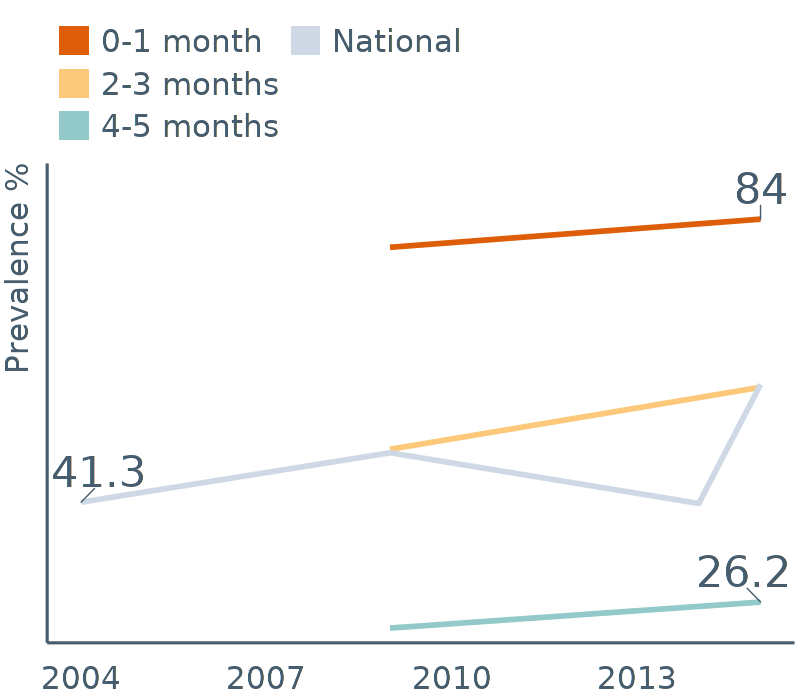 0-1 month
National
2-3 months
4-5 months
Prevalence %
84
41.3
26.2
2004
2007
2010
2013